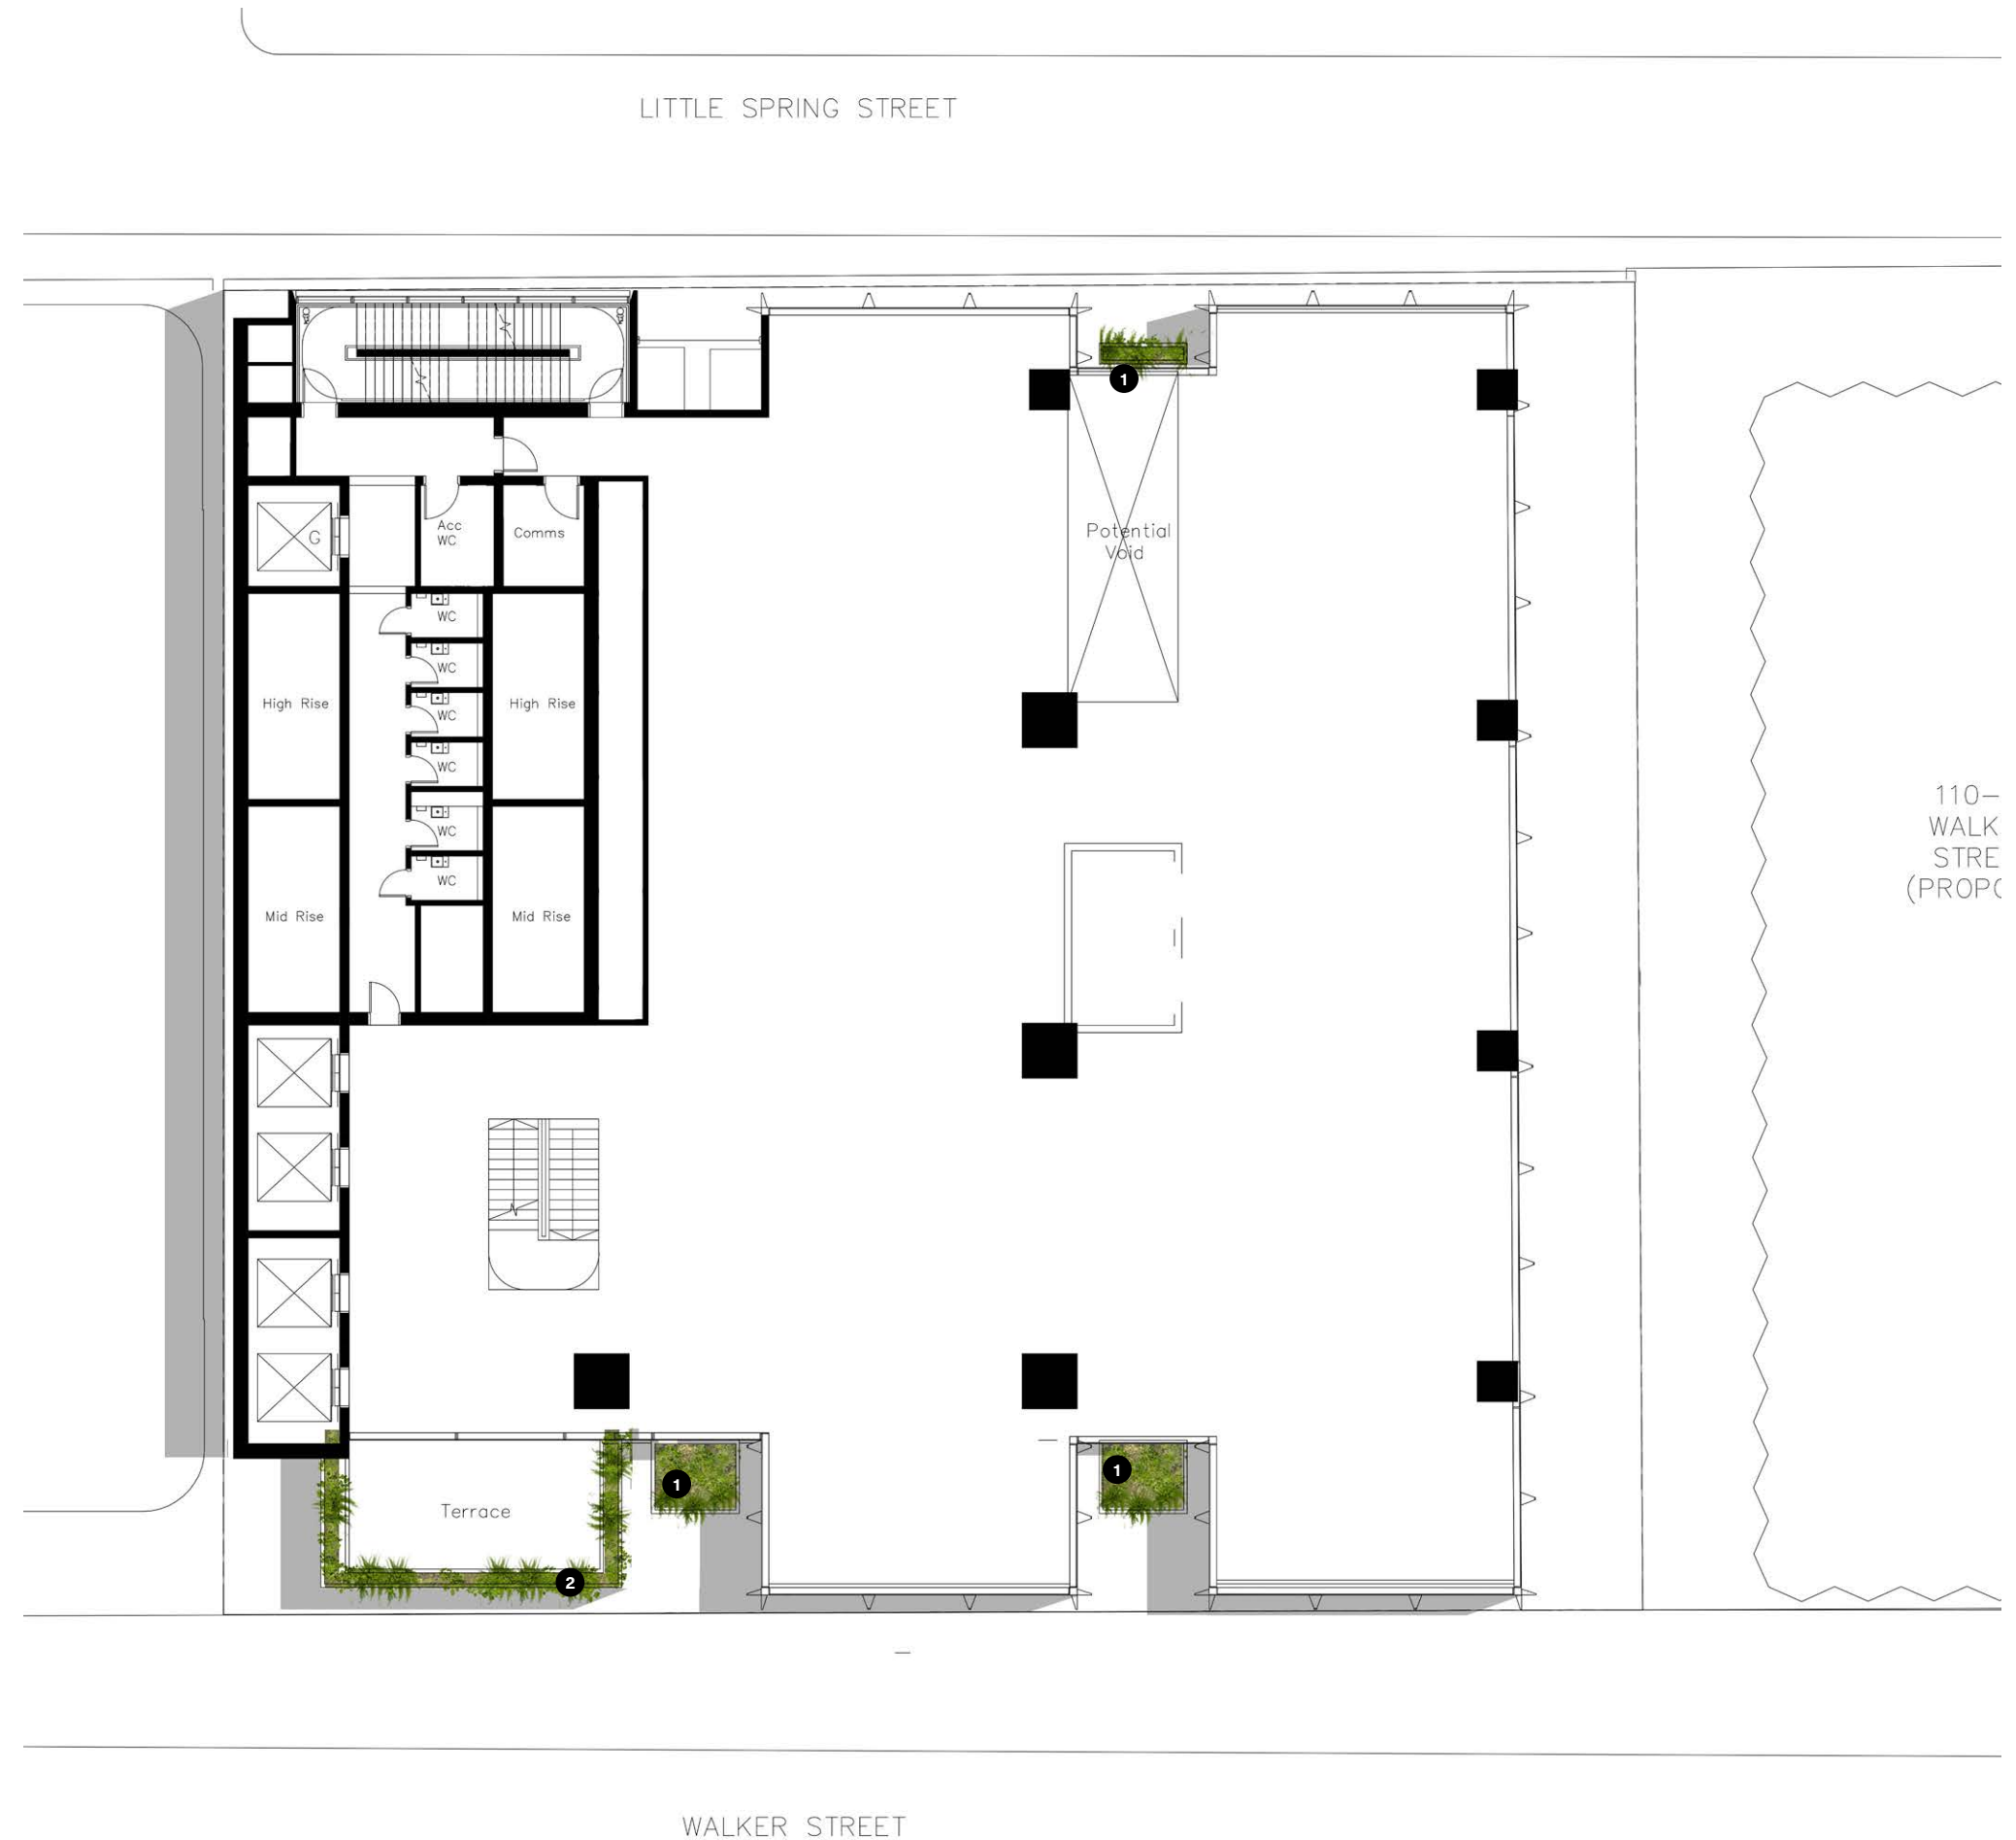 LITTLE SPRING STREET
1
Potential
Void
G
Acc
WC
Comms
WC
WC
High Rise
High Rise
WC
WC
WC
WC
Mid Rise
Mid Rise
110-
WALK
STRE
(PROPO
Terrace
1
1
2
WALKER STREET